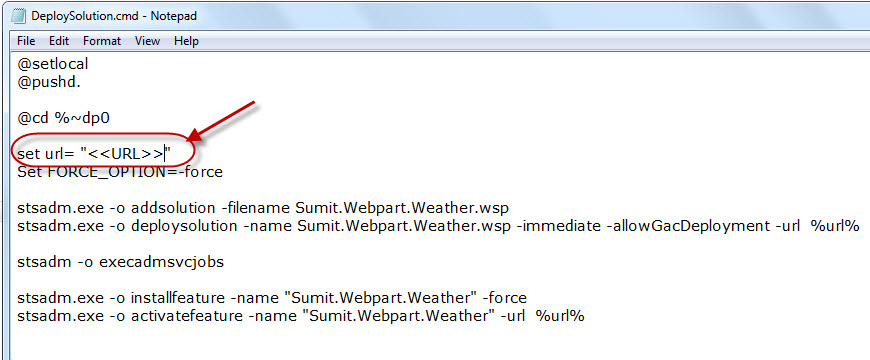 DeploySolution.cmd - Notepad
File Edit Format View Help
@setlocal
@pushd.
@cd %~dp0
set url= "<<URL>>"
Set FORCE_OPTION=-force
stsadm.exe -o addsolution -filename Sumit.Webpart.Weather.wsp
stsadm.exe -o deploysolution -name Sumit.Webpart.Weather.wsp -immediate -allowGacDeployment -url  %url%
stsadm -o execadmsvcjobs
stsadm.exe -o installfeature -name "Sumit.Webpart.Weather" -force
stsadm.exe -o activatefeature -name "Sumit.Webpart.Weather" -url  %url%